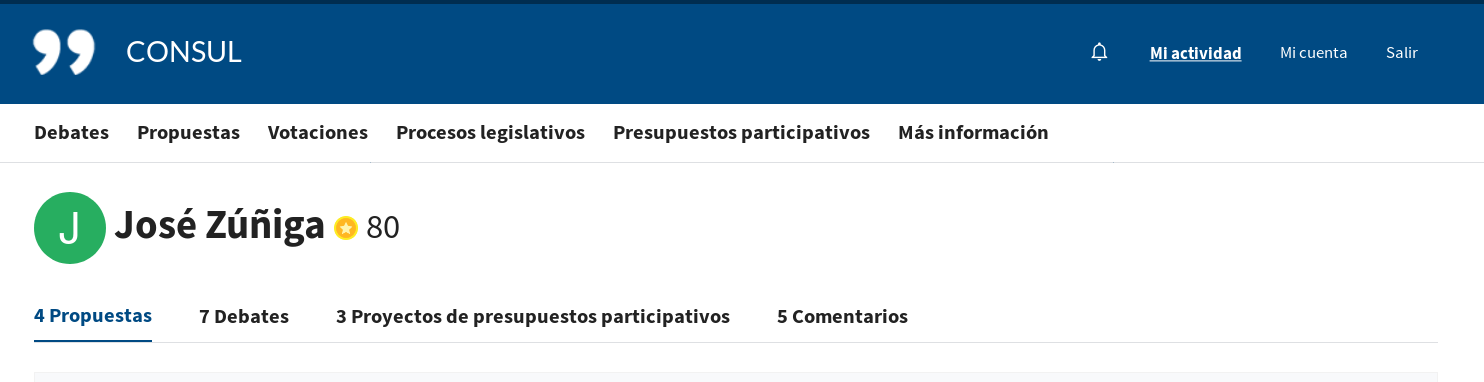 CONSUL
Mi actividad Mi cuenta Salir
Debates Propuestas Votaciones Procesos legislativos Presupuestos participativos Más información
J José Zúñiga 80
4 Propuestas 7 Debates 3 Proyectos de presupuestos participativos 5 Comentarios